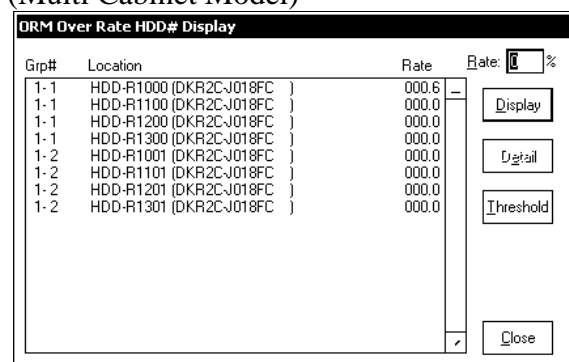 (Multi Cabinet Model)
ORM Over Rate HDD# Display
Grp# Location Rate Rate: 0 %
1- 1 HDD-R1000 (DKR2C-J018FC ) 000.6
1- 1 HDD-R1100 (DKR2C-J018FC ) 000.0
1- 1 HDD-R1200 (DKR2C-J018FC ) 000.0
1- 1 HDD-R1300 (DKR2C-J018FC ) 000.0
1- 2 HDD-R1001 (DKR2C-J018FC ) 000.0
1- 2 HDD-R1101 (DKR2C-J018FC ) 000.0
1- 2 HDD-R1201 (DKR2C-J018FC ) 000.0
1- 2 HDD-R1301 (DKR2C-J018FC ) 000.0
Display
Detail
Threshold
Close